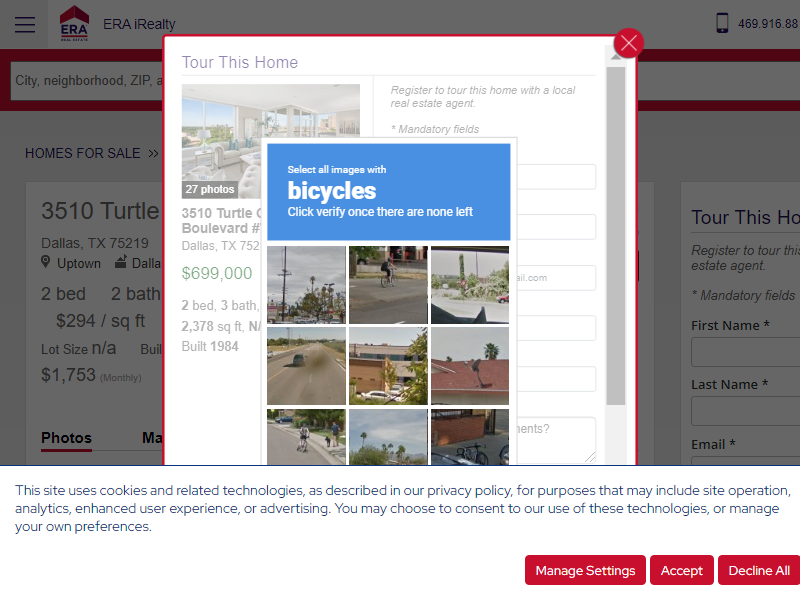 ERA
REAL ESTATE
ERA iRealty
469.916.88
City, neighborhood, ZIP, a
HOMES FOR SALE »
3510 Turtle
Dallas, TX 75219
Uptown
Dalla
2 bed 2 bath
$294 / sq ft
Lot Size n/a Buil
$1,753 (Monthly)
Photos
Ma
Tour This Home
27 photos
3510 Turtle C
Boulevard #
Dallas, TX 752
$699,000
2 bed, 3 bath,
2,378 sq ft, N/
Built 1984
Register to tour this home with a local
real estate agent.
* Mandatory fields
ail.com
ments?
Select all images with
bicycles
Click verify once there are none left
Tour This Ho
Register to tour this
estate agent.
* Mandatory fields
First Name *
Last Name *
Email *
This site uses cookies and related technologies, as described in our privacy policy, for purposes that may include site operation,
analytics, enhanced user experience, or advertising. You may choose to consent to our use of these technologies, or manage
your own preferences.
Manage Settings
Accept
Decline All